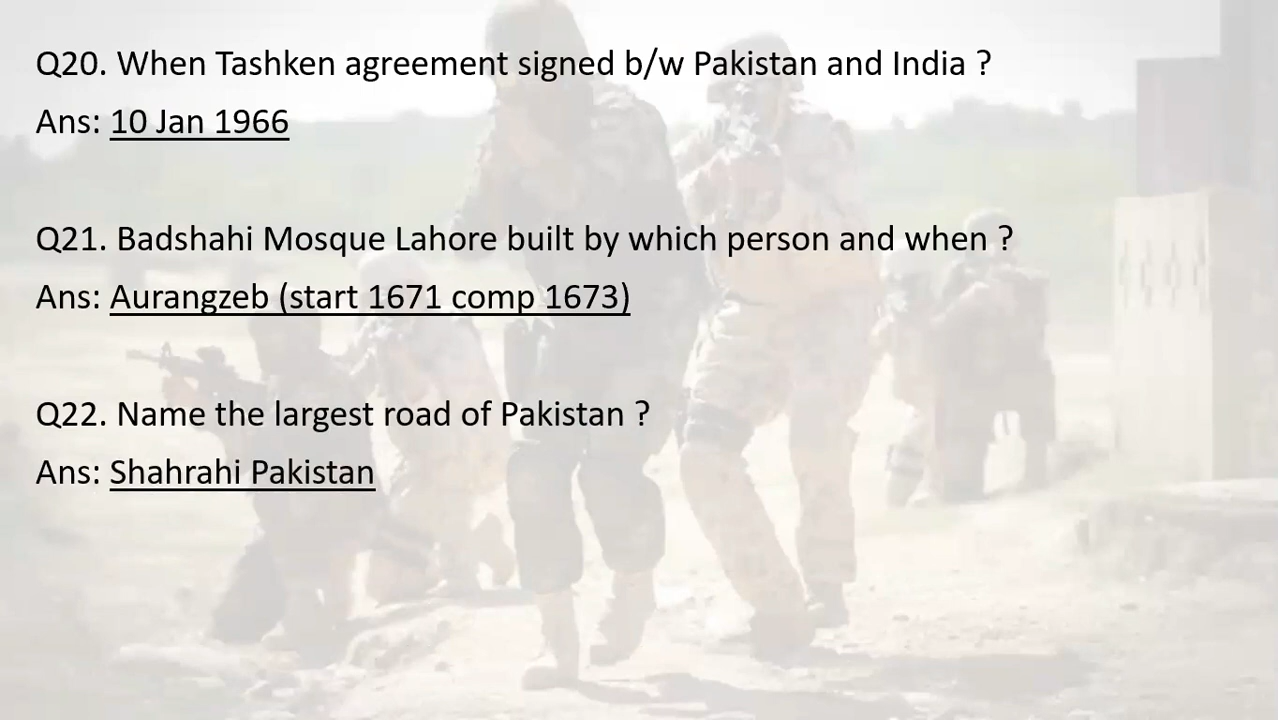 Q20. When Tashken agreement signed b/w Pakistan and India ?
Ans: 10 Jan 1966
Q21. Badshahi Mosque Lahore built by which person and when ?
Ans: Aurangzeb (start 1671 comp 1673)
Q22. Name the largest road of Pakistan ?
Ans: Shahrahi Pakistan